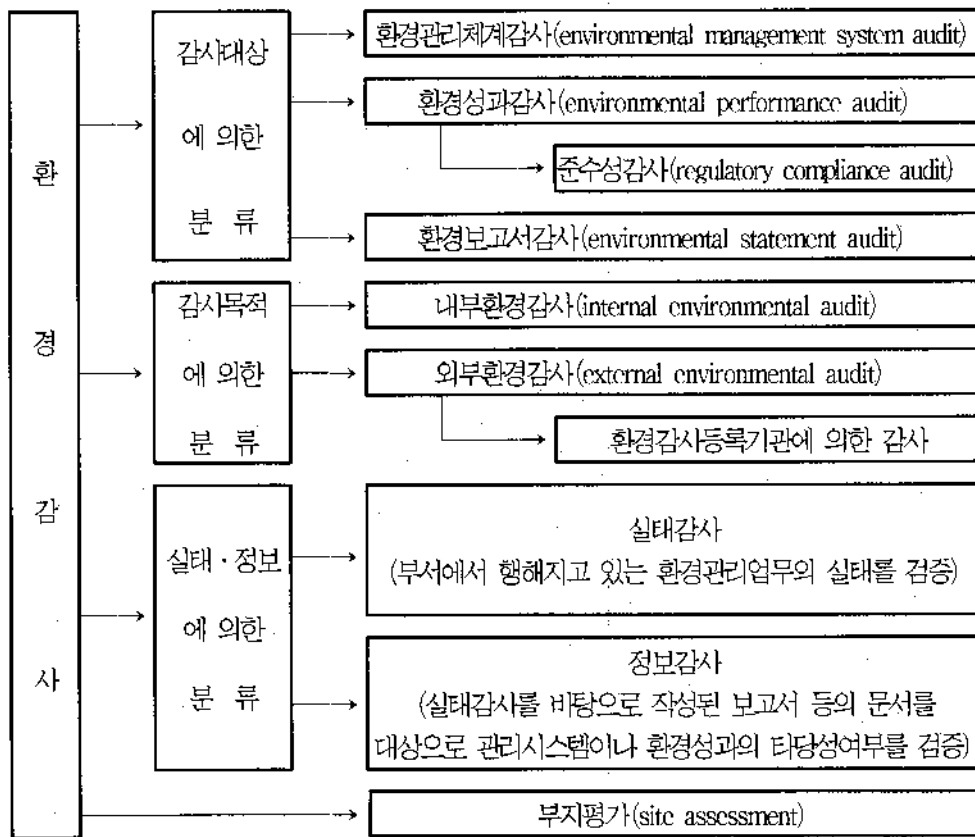 환경감사
감사대상
에 의한
분 류
환경관리체계감사(environmental management system audit)
환경성과감사(environmental performance audit)
준수성감사(regulatory compliance audit)
환경보고서감사(environmental statement audit)
감사목적
에 의한
분 류
내부환경감사(internal environmental audit)
외부환경감사(external environmental audit)
환경감사등록기관에 의한 감사
실태·정보
에 의한
분 류
실태감사
(부서에서 행해지고 있는 환경관리업무의 실태를 검증)
정보감사
(실태감사를 바탕으로 작성된 보고서 등의 문서를
대상으로 관리시스템이나 환경성과의 타당성여부를 검증)
부지평가(site assessment)